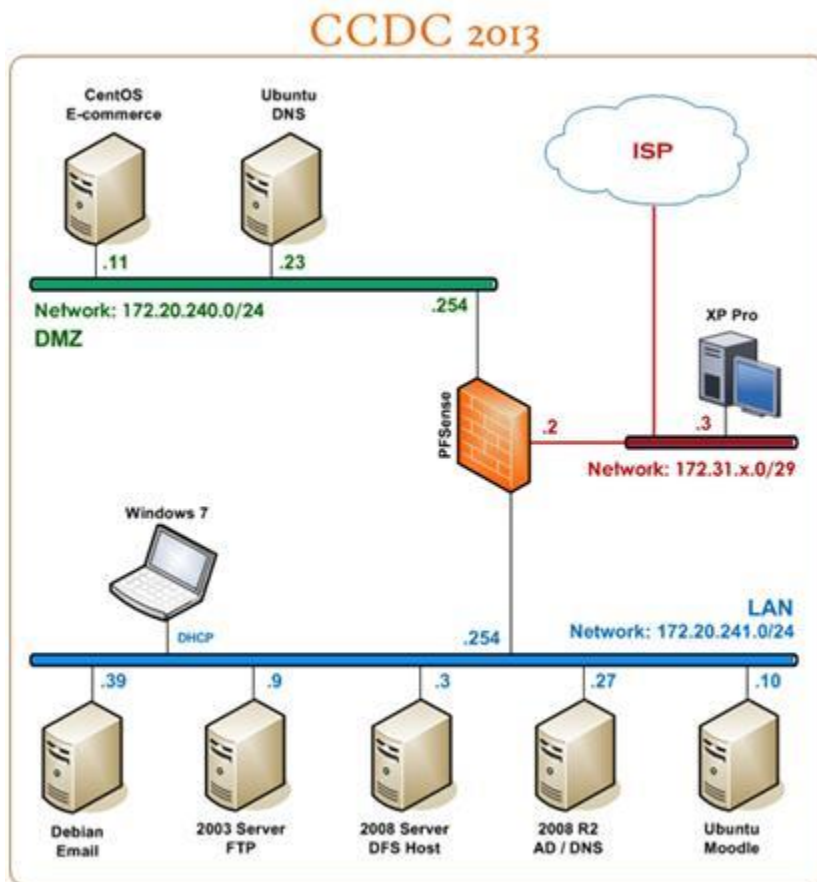 CCDC 2013
CentOS
E-commerce
Ubuntu
DNS
ISP
.11
.23
Network: 172.20.240.0/24
.254
DMZ
XP Pro
PFSense
.2
.3
Network: 172.31.x.0/29
Windows 7
DHCP
.254
LAN
Network: 172.20.241.0/24
.39
.9
.3
.27
.10
Debian
Email
2003 Server
FTP
2008 Server
DFS Host
2008 R2
AD / DNS
Ubuntu
Moodle